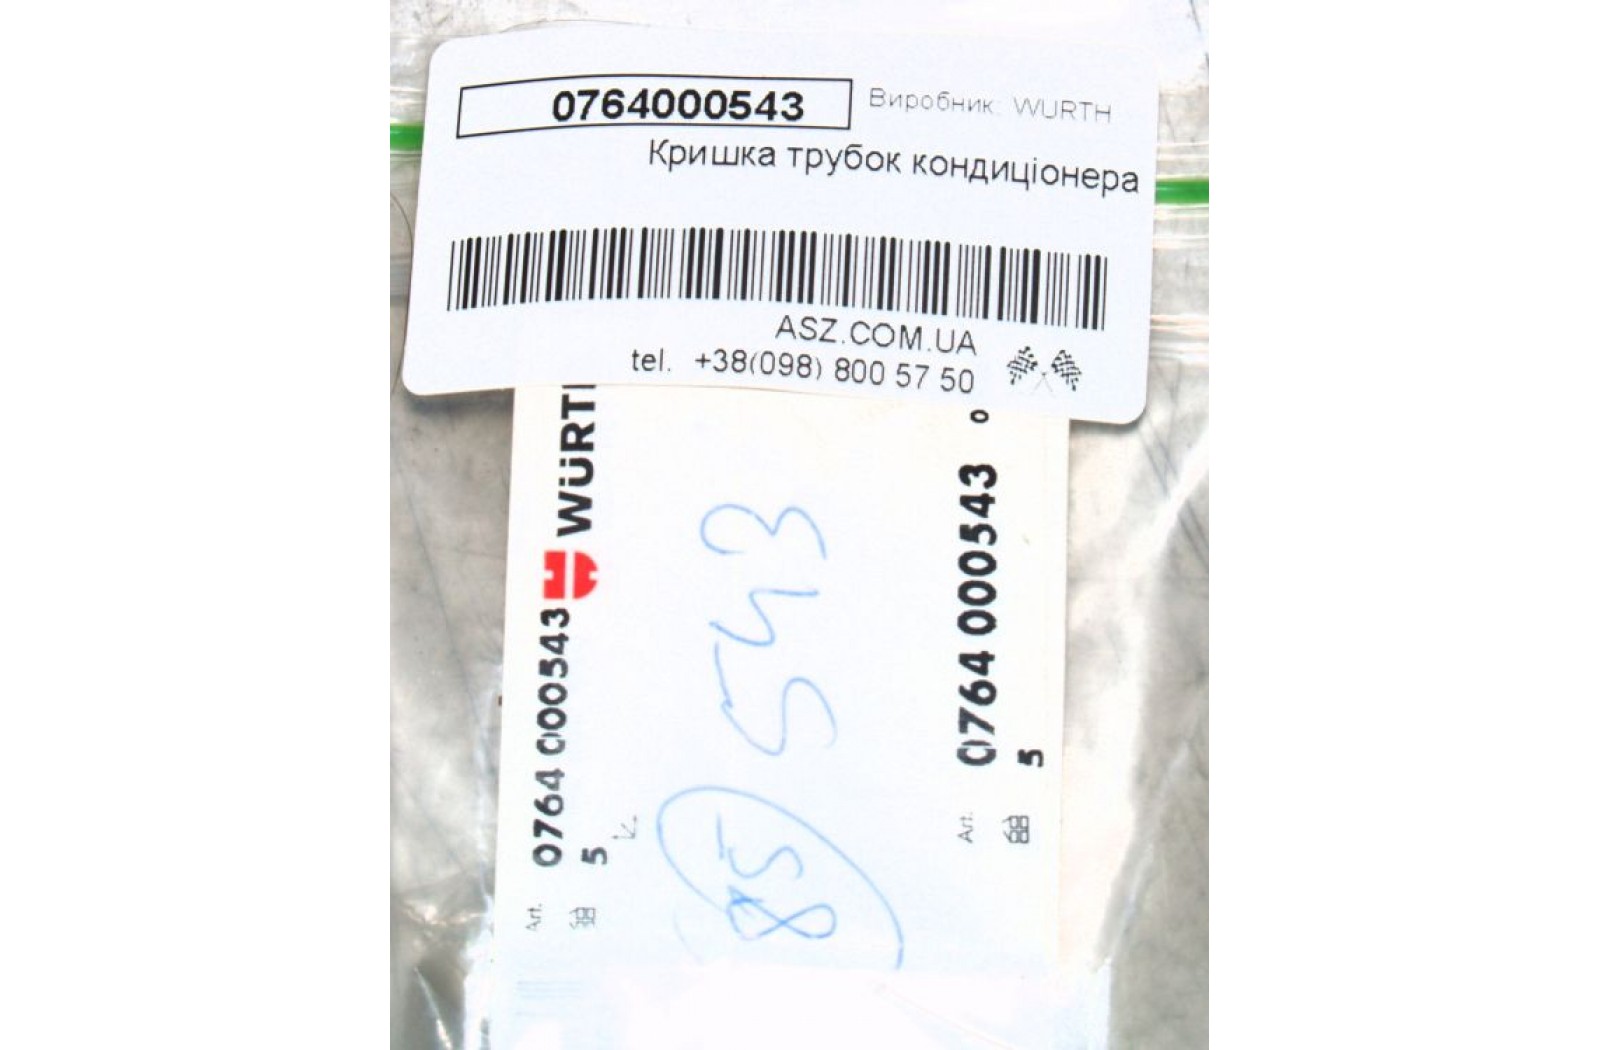 0764000543
Виробник: WURTH
Кришка трубок кондиціонера
ASZ.COM.UA
tel. +38(098) 800 57 50
WÜRT
Art. 0764 000543
5
543
85
Art. 0764 000543
5